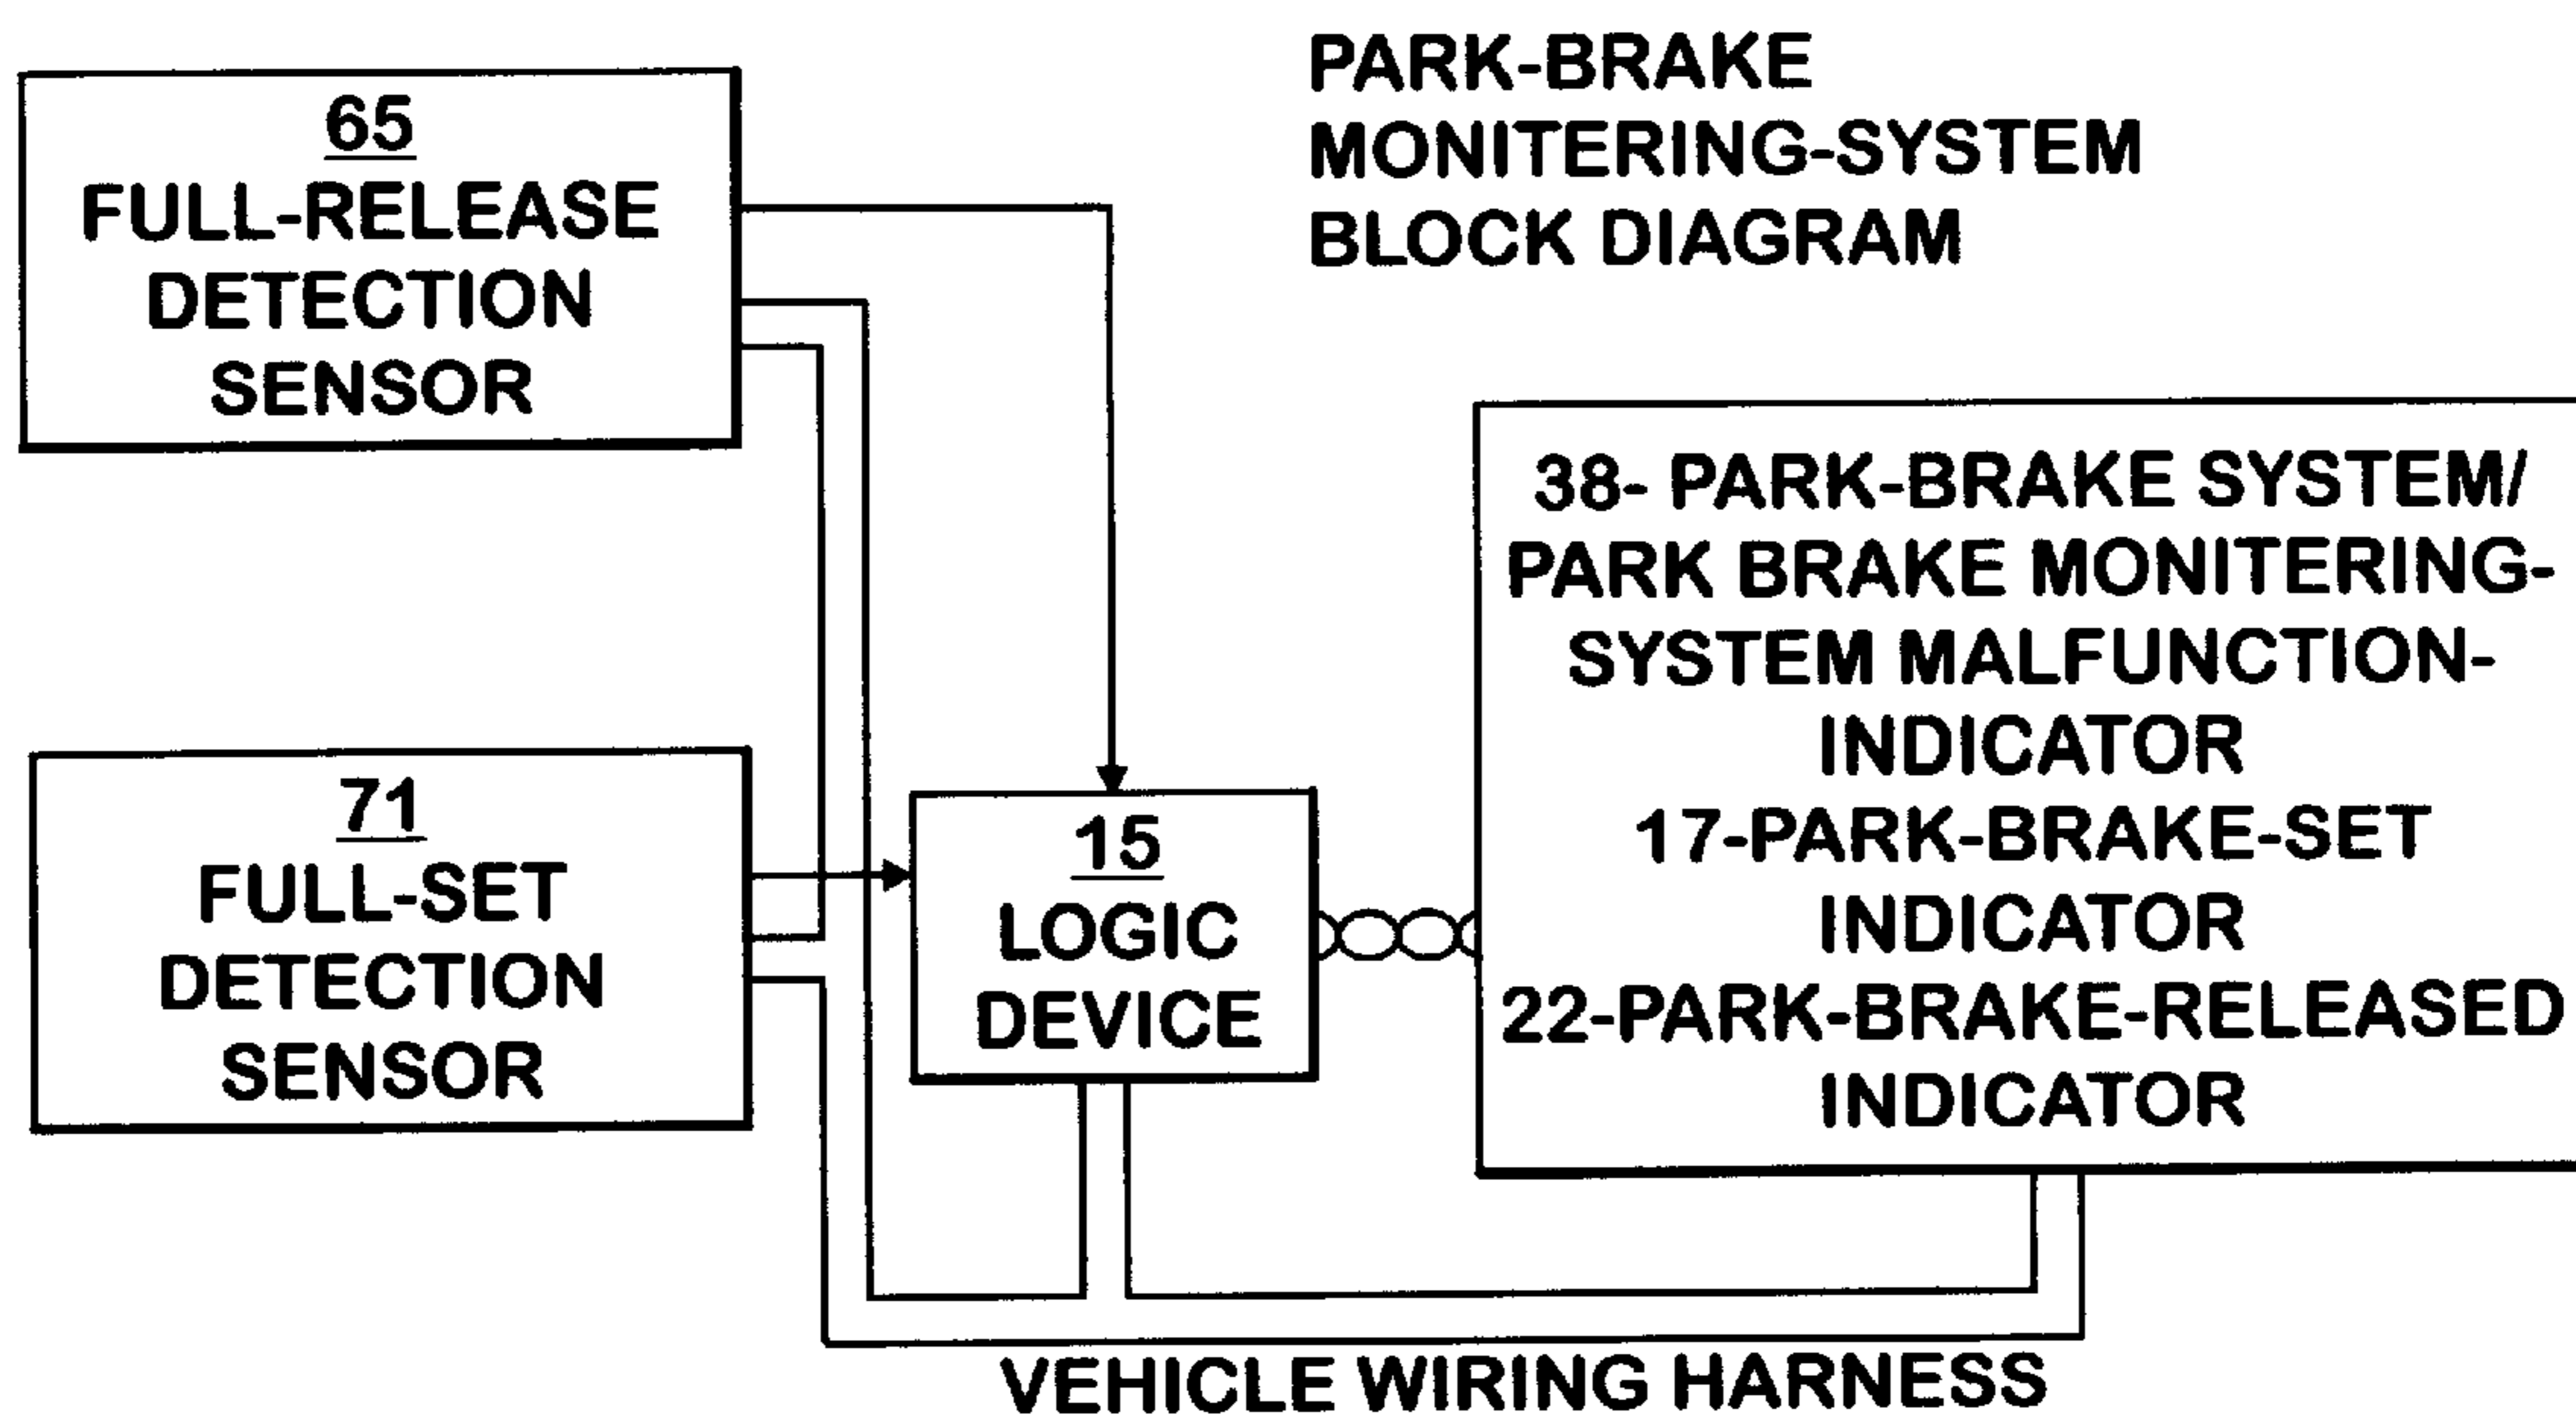 PARK-BRAKE
MONITERING-SYSTEM
BLOCK DIAGRAM
65
FULL-RELEASE
DETECTION
SENSOR
71
FULL-SET
DETECTION
SENSOR
15
LOGIC
DEVICE
38- PARK-BRAKE SYSTEM/
PARK BRAKE MONITERING-
SYSTEM MALFUNCTION-
INDICATOR
17-PARK-BRAKE-SET
INDICATOR
22-PARK-BRAKE-RELEASED
INDICATOR
VEHICLE WIRING HARNESS